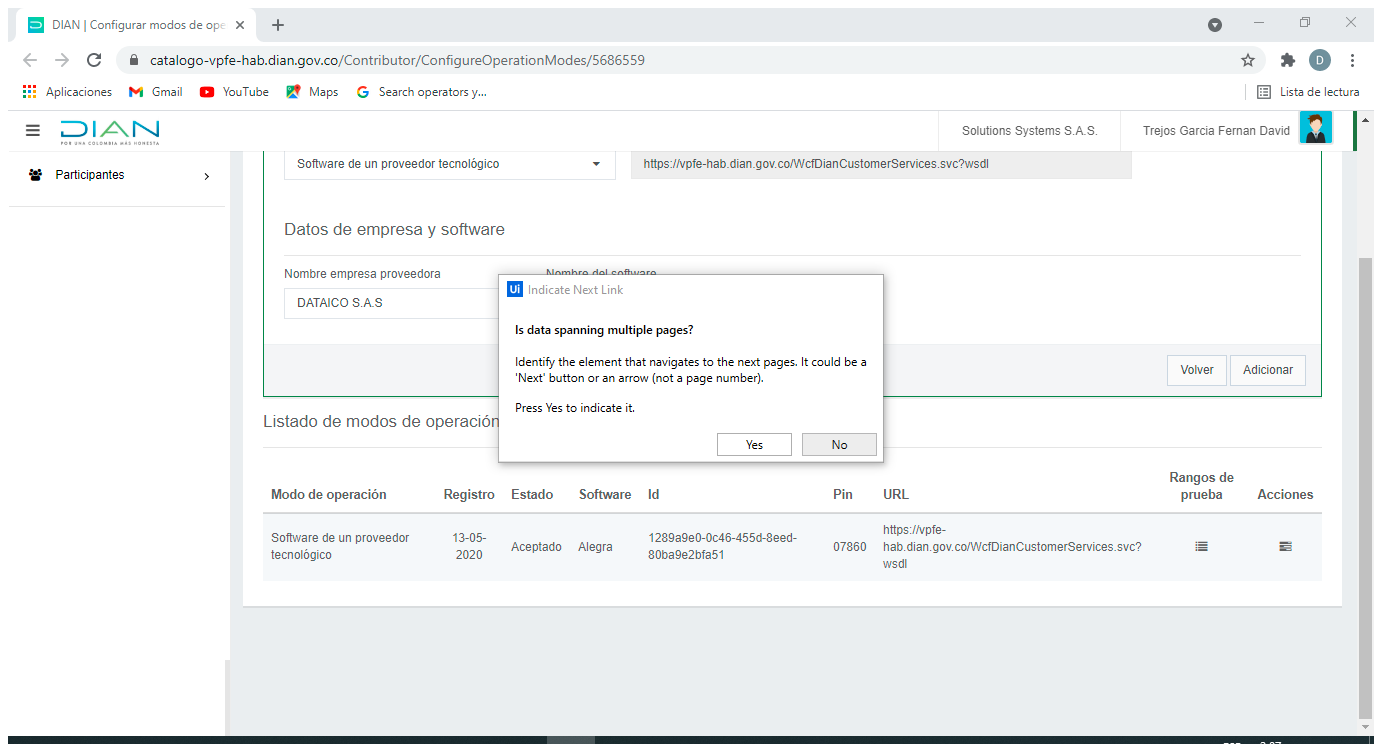 DIAN | Configurar modos de ope
catalogo-vpfe-hab.dian.gov.co/Contributor/ConfigureOperationModes/5686559
D
Aplicaciones
Gmail
YouTube
Maps
Search operators y...
Lista de lectura
DIAN
POR UNA COLOMBIA MÁS HONESTA
Solutions Systems S.A.S.
Trejos Garcia Fernan David
Participantes
Software de un proveedor tecnológico
https://vpfe-hab.dian.gov.co/WcfDianCustomerServices.svc?wsdl
Datos de empresa y software
Nombre empresa proveedora
Nombre del software
DATAICO S.A.S
Ui Indicate Next Link
Is data spanning multiple pages?
Identify the element that navigates to the next pages. It could be a
'Next' button or an arrow (not a page number).
Press Yes to indicate it.
Yes
No
Volver
Adicionar
Listado de modos de operación
Modo de operación
Registro
Estado
Software
Id
Pin
URL
Rangos de
prueba
Acciones
Software de un proveedor
tecnológico
13-05-
2020
Aceptado
Alegra
1289a9e0-0c46-455d-8eed-
80ba9e2bfa51
07860
https://vpfe-
hab.dian.gov.co/WcfDianCustomerServices.svc?
wsdl